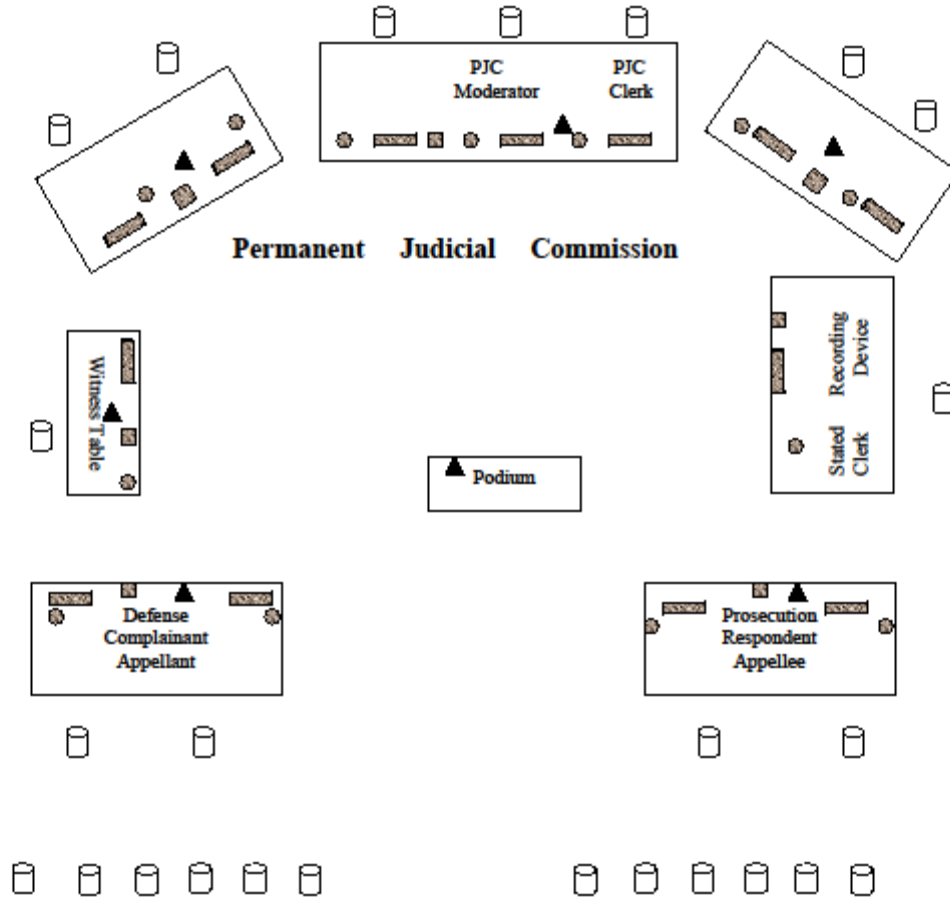 PJC
Moderator
PJC
Clerk
Permanent Judicial Commission
Witness Table
Recording Device
Stated Clerk
Podium
Defense
Complainant
Appellant
Prosecution
Respondent
Appellee